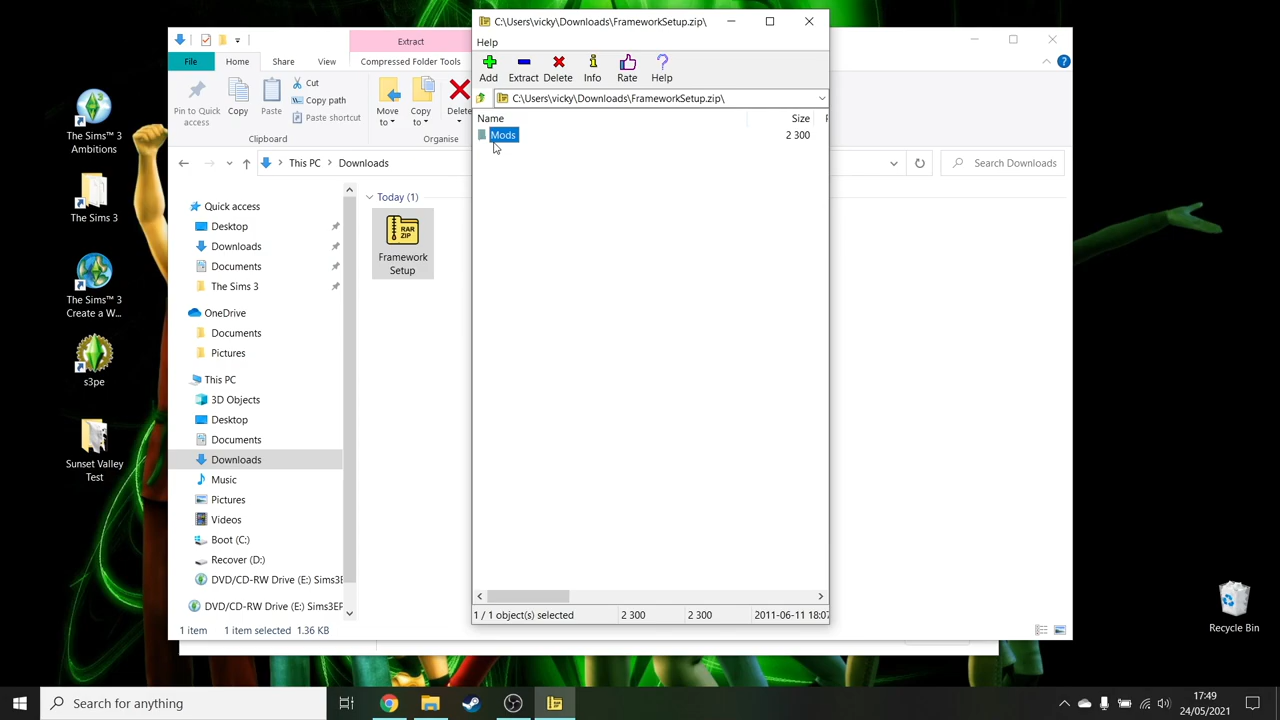 C:\Users\vicky\Downloads\FrameworkSetup.zip\
Help
Add
Extract
Delete
Info
Rate
Help
C:\Users\vicky\Downloads\FrameworkSetup.zip\
Name
Size
Mods
2 300
1 / 1 object(s) selected
2 300
2 300
2011-06-11 18:07
Extract
File
Home
Share
View
Compressed Folder Tools
Pin to Quick
access
Copy
Paste
Cut
Copy path
Paste shortcut
Move
to
Copy
to
Delete
Clipboard
Organise
This PC
Downloads
Search Downloads
Quick access
Desktop
Downloads
Documents
The Sims 3
OneDrive
Documents
Pictures
This PC
3D Objects
Desktop
Documents
Downloads
Music
Pictures
Videos
Boot (C:)
Recover (D:)
DVD/CD-RW Drive (E:) Sims3E
DVD/CD-RW Drive (E:) Sims3EP
Today (1)
RAR
ZIP
Framework
Setup
1 item
1 item selected
1.36 KB
The Sims™ 3
Ambitions
The Sims 3
The Sims™ 3
Create a W...
s3pe
Sunset Valley
Test
Recycle Bin
Search for anything
17:49
24/05/2021